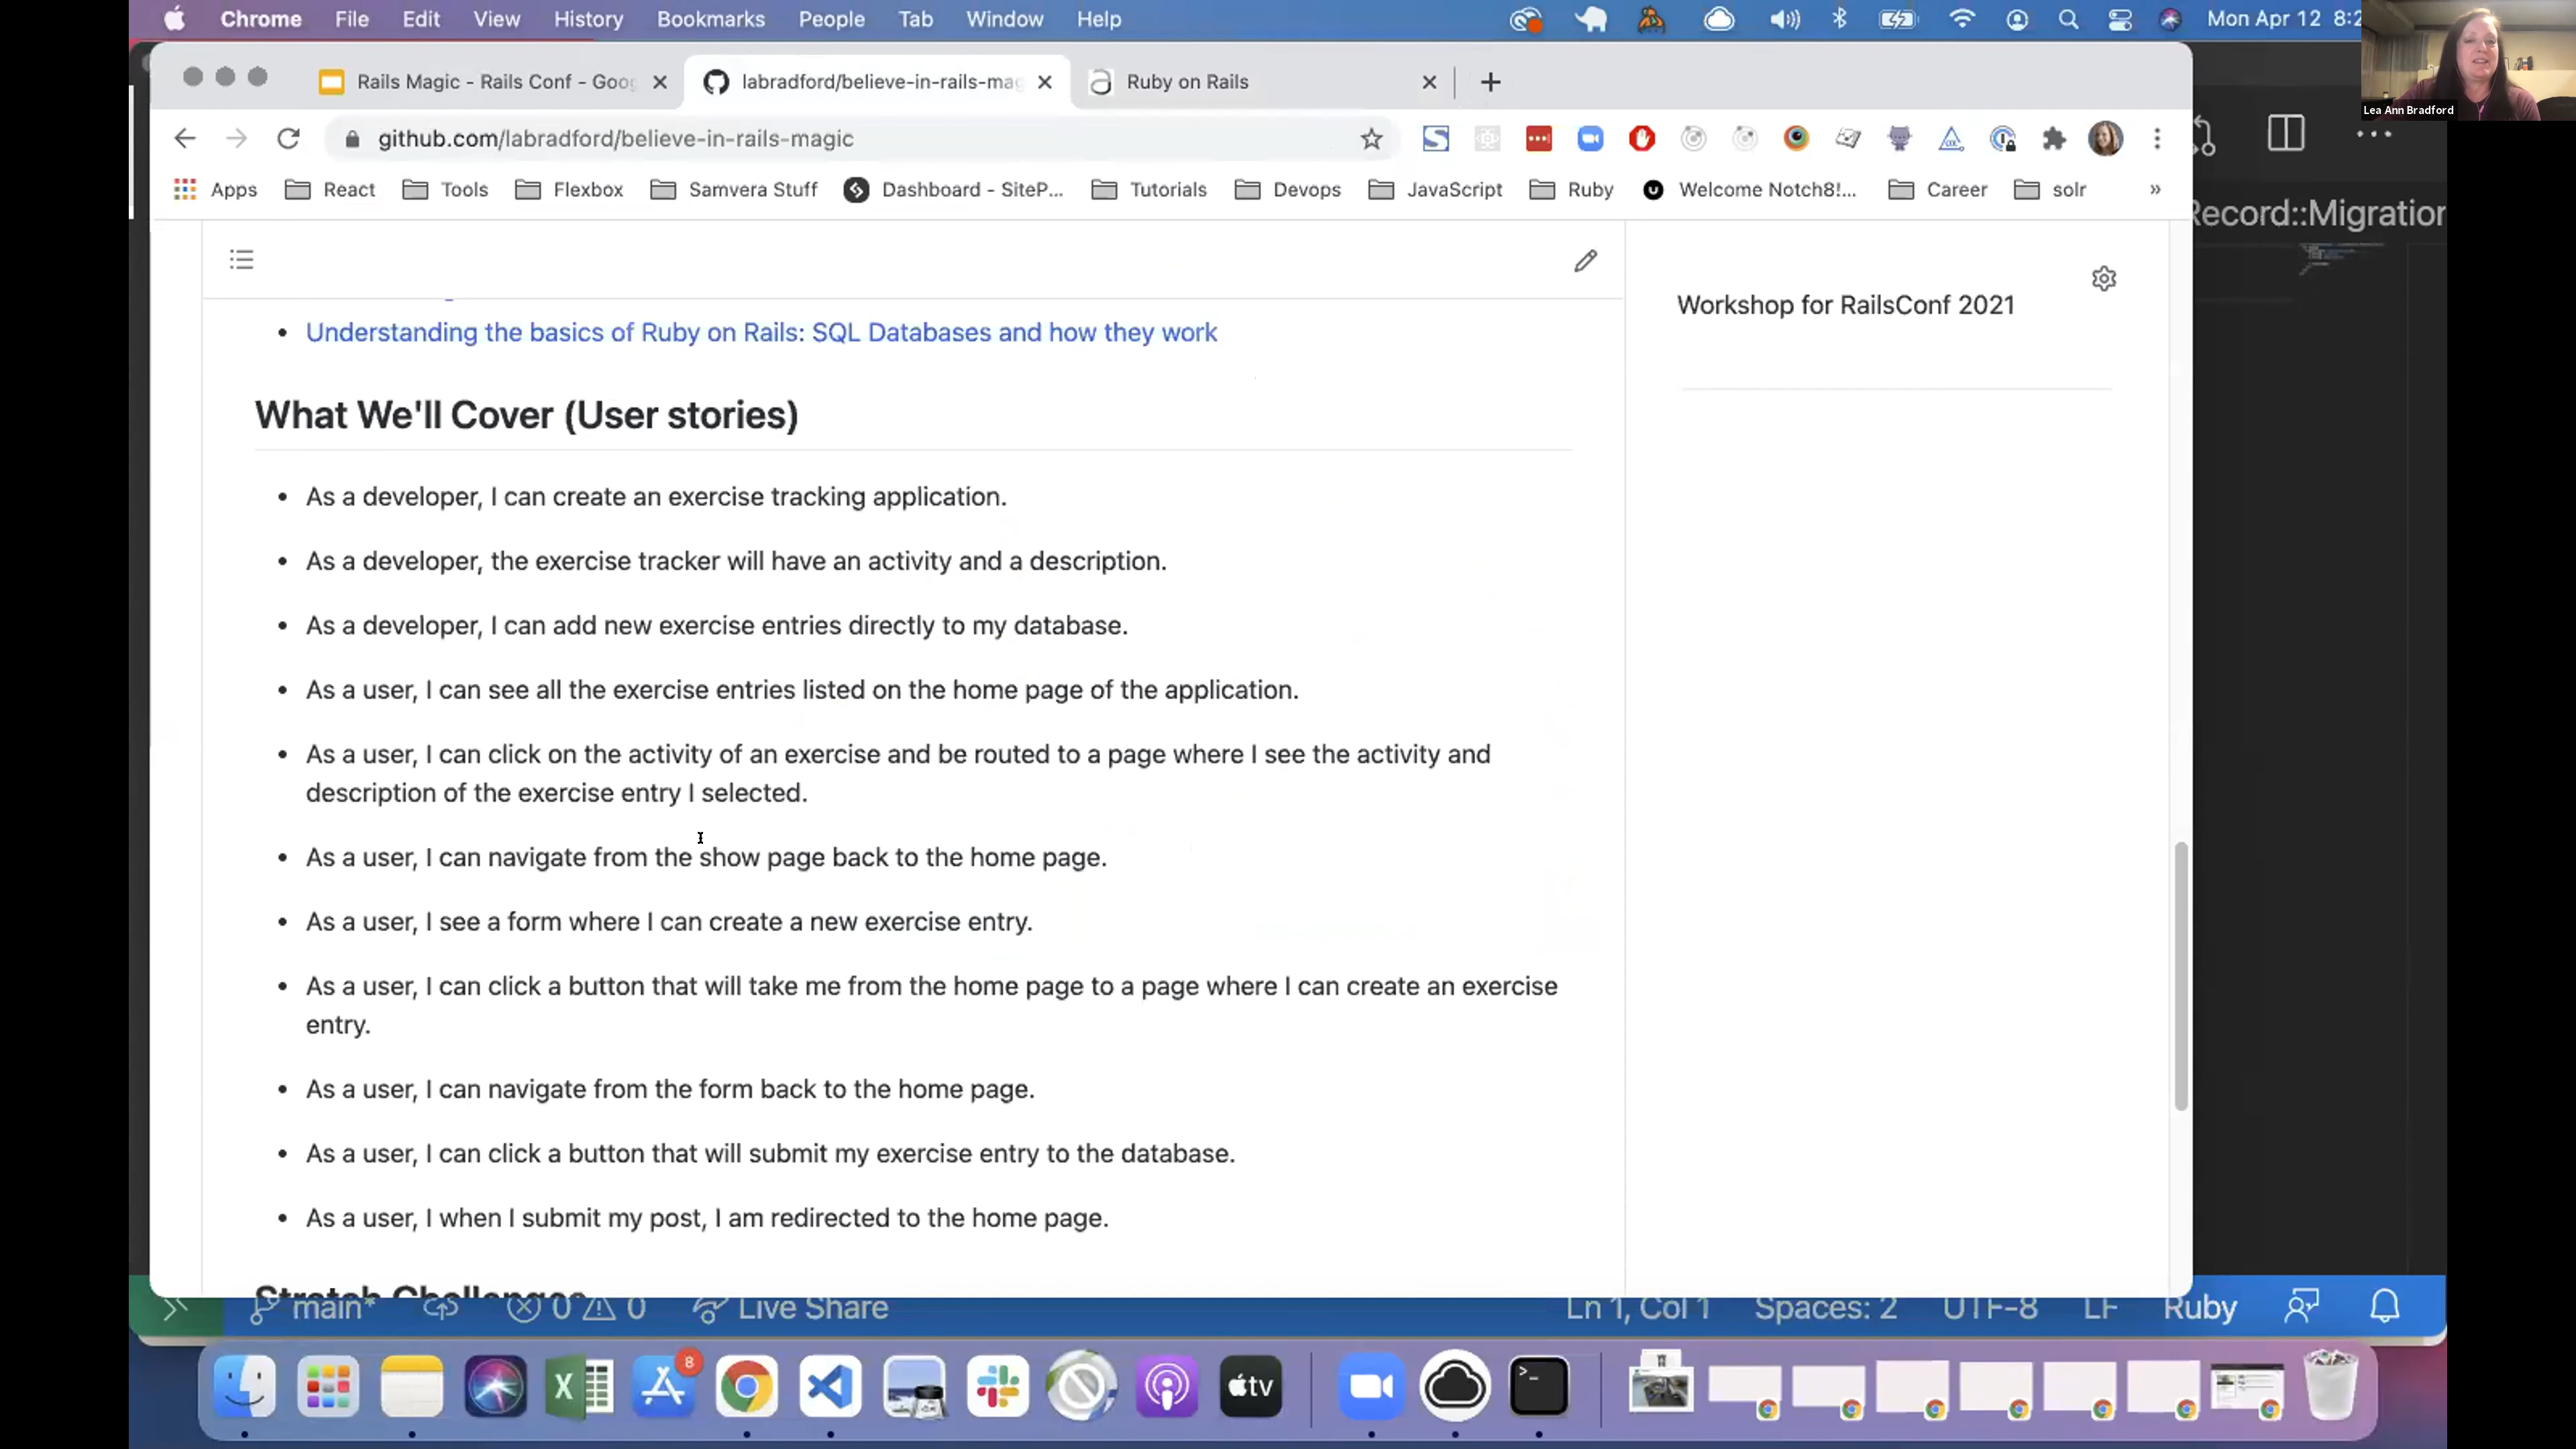 Chrome File Edit View History Bookmarks People Tab Window Help Mon Apr 12 8:2
Lea Ann Bradford
Rails Magic - Rails Conf - Goog labradford/believe-in-rails-mag Ruby on Rails
github.com/labradford/believe-in-rails-magic
Apps React Tools Flexbox Samvera Stuff Dashboard - SiteP... Tutorials Devops JavaScript Ruby Welcome Notch8!... Career solr »
Record::Migration
Workshop for RailsConf 2021
• Understanding the basics of Ruby on Rails: SQL Databases and how they work
What We'll Cover (User stories)
• As a developer, I can create an exercise tracking application.
• As a developer, the exercise tracker will have an activity and a description.
• As a developer, I can add new exercise entries directly to my database.
• As a user, I can see all the exercise entries listed on the home page of the application.
• As a user, I can click on the activity of an exercise and be routed to a page where I see the activity and
description of the exercise entry I selected.
• As a user, I can navigate from the show page back to the home page.
• As a user, I see a form where I can create a new exercise entry.
• As a user, I can click a button that will take me from the home page to a page where I can create an exercise
entry.
• As a user, I can navigate from the form back to the home page.
• As a user, I can click a button that will submit my exercise entry to the database.
• As a user, I when I submit my post, I am redirected to the home page.
Stretch Challenges
main* 0 0 Live Share Ln 1, Col 1 Spaces: 2 UTF-8 LF Ruby
8
tv